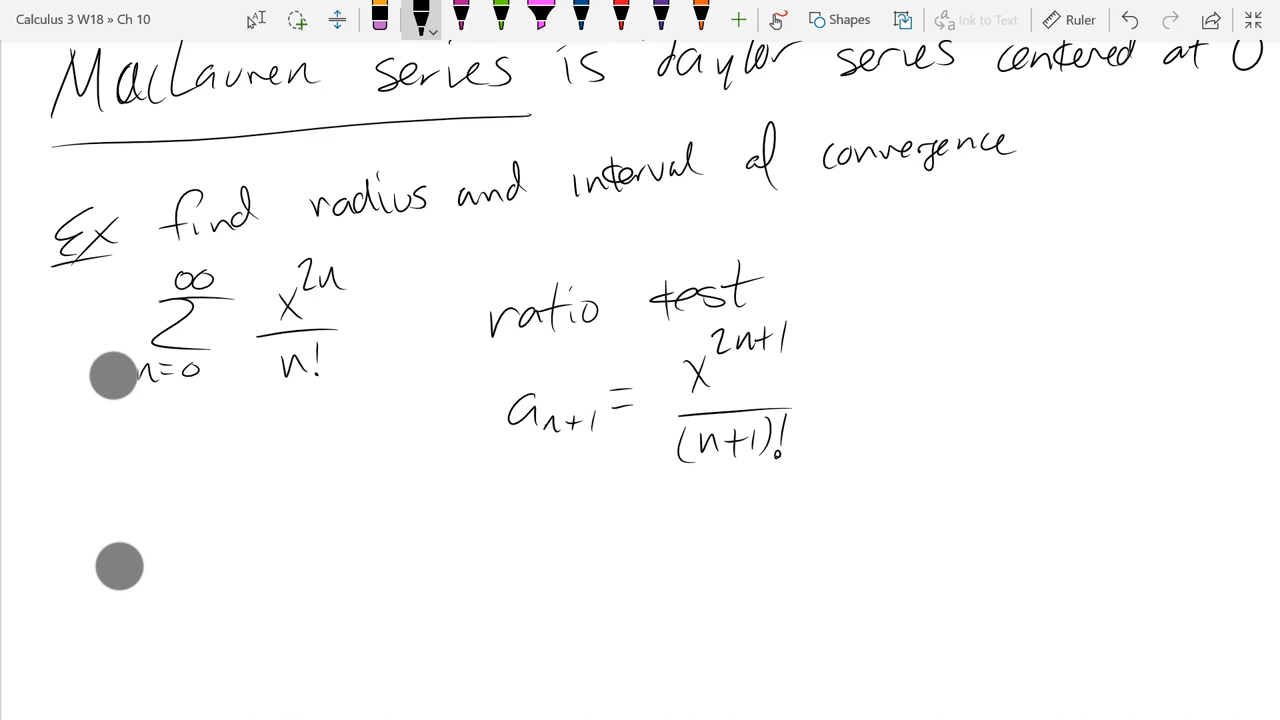 Calculus 3 W18 » Ch 10
Shapes
Ink to Text
Ruler
MacLauren series is taylor series centered at 0
Ex find radius and interval of convergence
∞
∑ x^{2n} / n!
n=0
ratio test
a_{n+1} = x^{2n+1} / (n+1)!